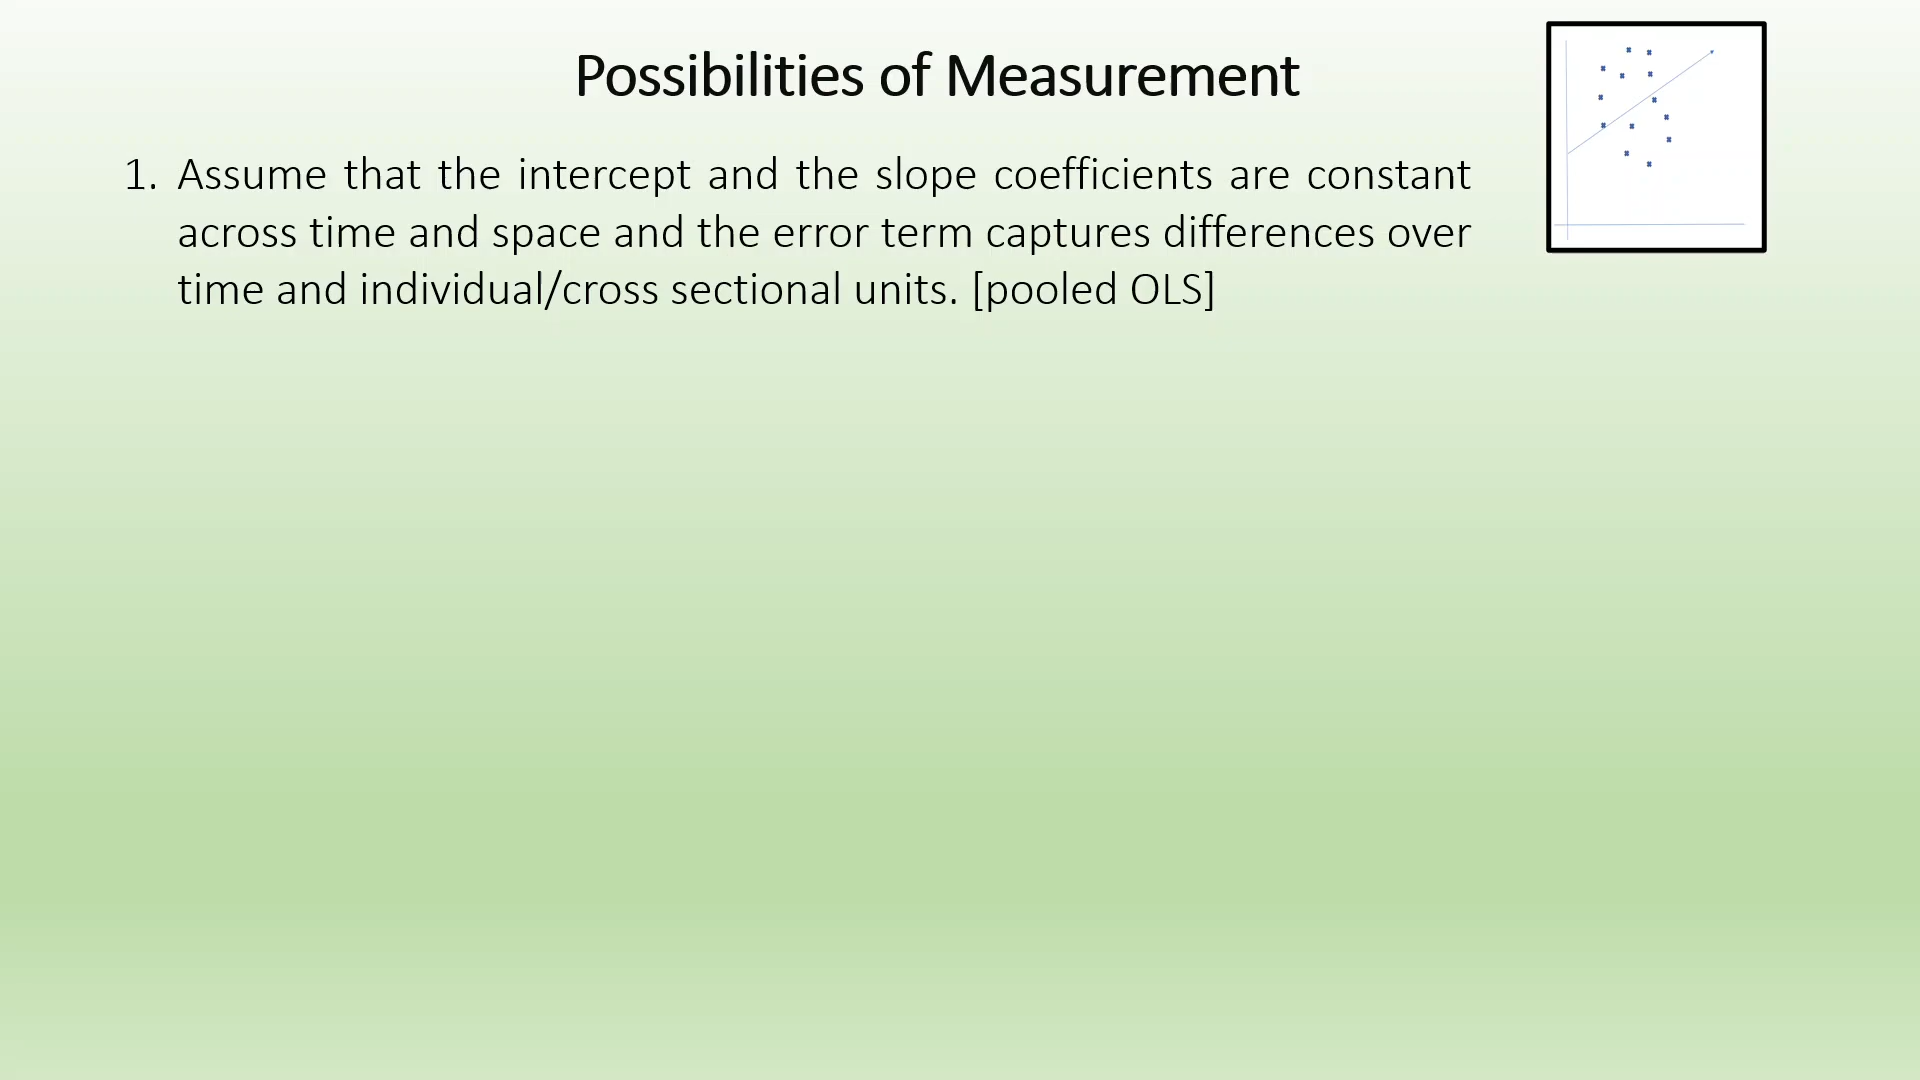 Possibilities of Measurement
1. Assume that the intercept and the slope coefficients are constant
across time and space and the error term captures differences over
time and individual/cross sectional units. [pooled OLS]